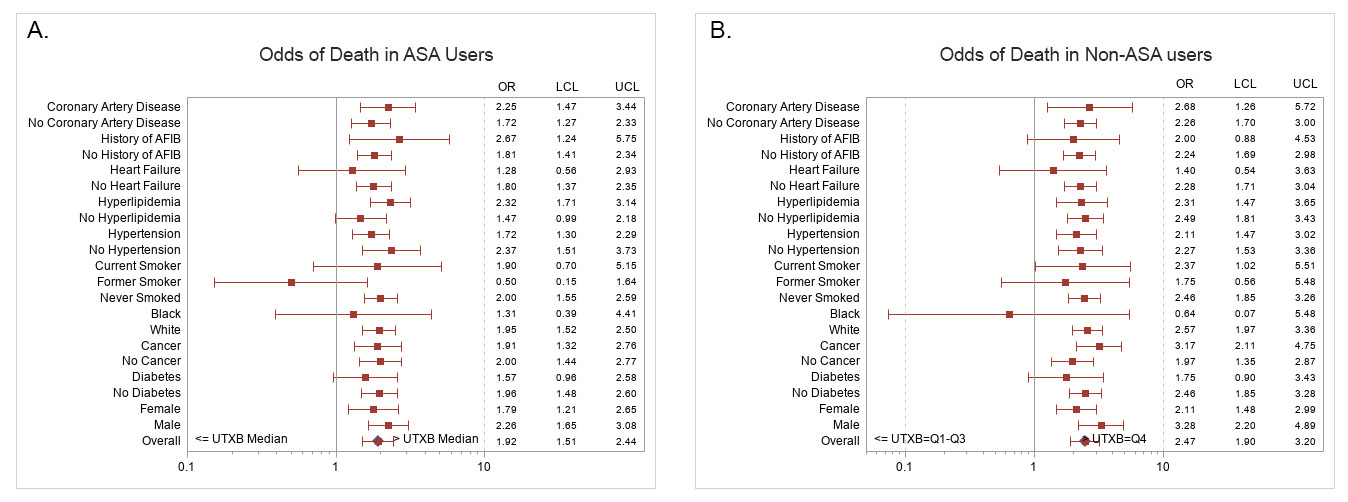 A.
Odds of Death in ASA Users
OR LCL UCL
Coronary Artery Disease 2.25 1.47 3.44
No Coronary Artery Disease 1.72 1.27 2.33
History of AFIB 2.67 1.24 5.75
No History of AFIB 1.81 1.41 2.34
Heart Failure 1.28 0.56 2.93
No Heart Failure 1.80 1.37 2.35
Hyperlipidemia 2.32 1.71 3.14
No Hyperlipidemia 1.47 0.99 2.18
Hypertension 1.72 1.30 2.29
No Hypertension 2.37 1.51 3.73
Current Smoker 1.90 0.70 5.15
Former Smoker 0.50 0.15 1.64
Never Smoked 2.00 1.55 2.59
Black 1.31 0.39 4.41
White 1.95 1.52 2.50
Cancer 1.91 1.32 2.76
No Cancer 2.00 1.44 2.77
Diabetes 1.57 0.96 2.58
No Diabetes 1.96 1.48 2.60
Female 1.79 1.21 2.65
Male 2.26 1.65 3.08
Overall <= UTXB Median > UTXB Median 1.92 1.51 2.44
0.1 1 10
B.
Odds of Death in Non-ASA users
OR LCL UCL
Coronary Artery Disease 2.68 1.26 5.72
No Coronary Artery Disease 2.26 1.70 3.00
History of AFIB 2.00 0.88 4.53
No History of AFIB 2.24 1.69 2.98
Heart Failure 1.40 0.54 3.63
No Heart Failure 2.28 1.71 3.04
Hyperlipidemia 2.31 1.47 3.65
No Hyperlipidemia 2.49 1.81 3.43
Hypertension 2.11 1.47 3.02
No Hypertension 2.27 1.53 3.36
Current Smoker 2.37 1.02 5.51
Former Smoker 1.75 0.56 5.48
Never Smoked 2.46 1.85 3.26
Black 0.64 0.07 5.48
White 2.57 1.97 3.36
Cancer 3.17 2.11 4.75
No Cancer 1.97 1.35 2.87
Diabetes 1.75 0.90 3.43
No Diabetes 2.46 1.85 3.28
Female 2.11 1.48 2.99
Male 3.28 2.20 4.89
Overall <= UTXB=Q1-Q3 > UTXB=Q4 2.47 1.90 3.20
0.1 1 10